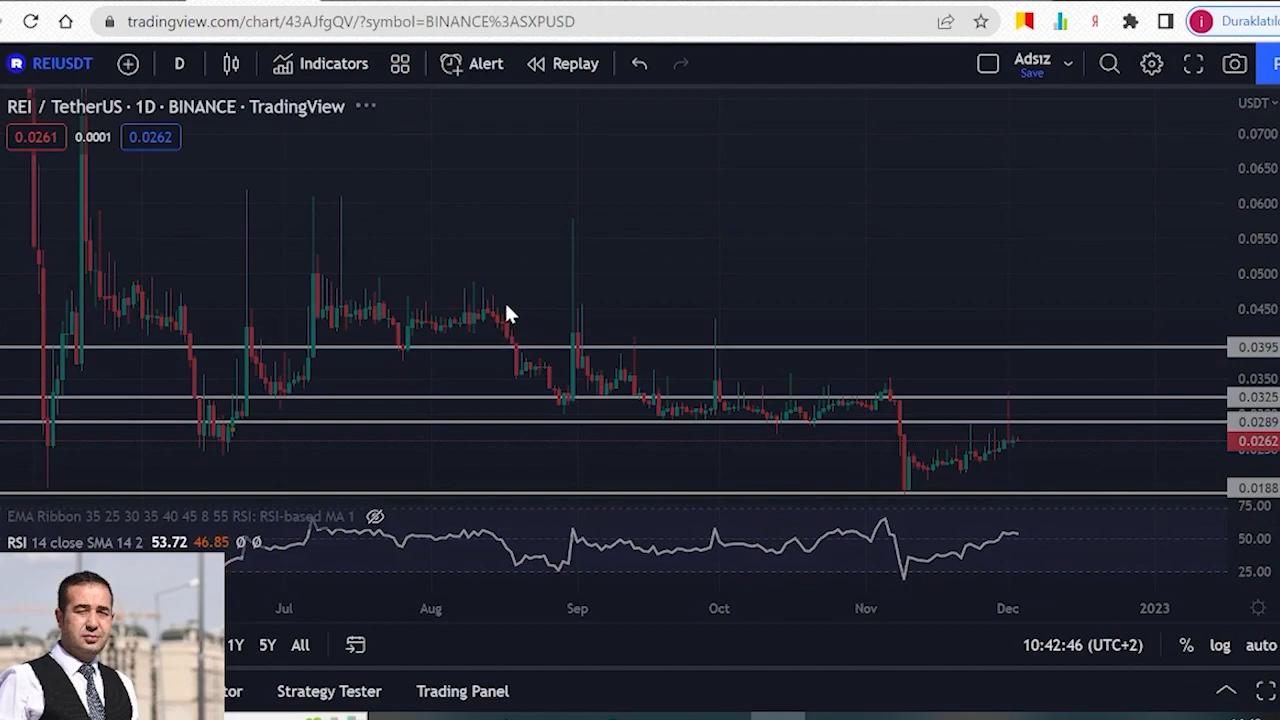 tradingview.com/chart/43AJfgQV/?symbol=BINANCE%3ASXPUSD
Я
i
Duraklatıld
R REIUSDT D Indicators Alert Replay Adsız
Save
REI / TetherUS · 1D · BINANCE · TradingView ···
0.0261 0.0001 0.0262
USDT
0.0700
0.0650
0.0600
0.0550
0.0500
0.0450
0.0395
0.0350
0.0325
0.0289
0.0262
0.0188
75.00
EMA Ribbon 35 25 30 35 40 45 8 55 RSI: RSI-based MA 1
RSI 14 close SMA 14 2 53.72 46.85 Ø Ø
50.00
25.00
Jul Aug Sep Oct Nov Dec 2023
1Y 5Y All 10:42:46 (UTC+2) % log auto
tor Strategy Tester Trading Panel